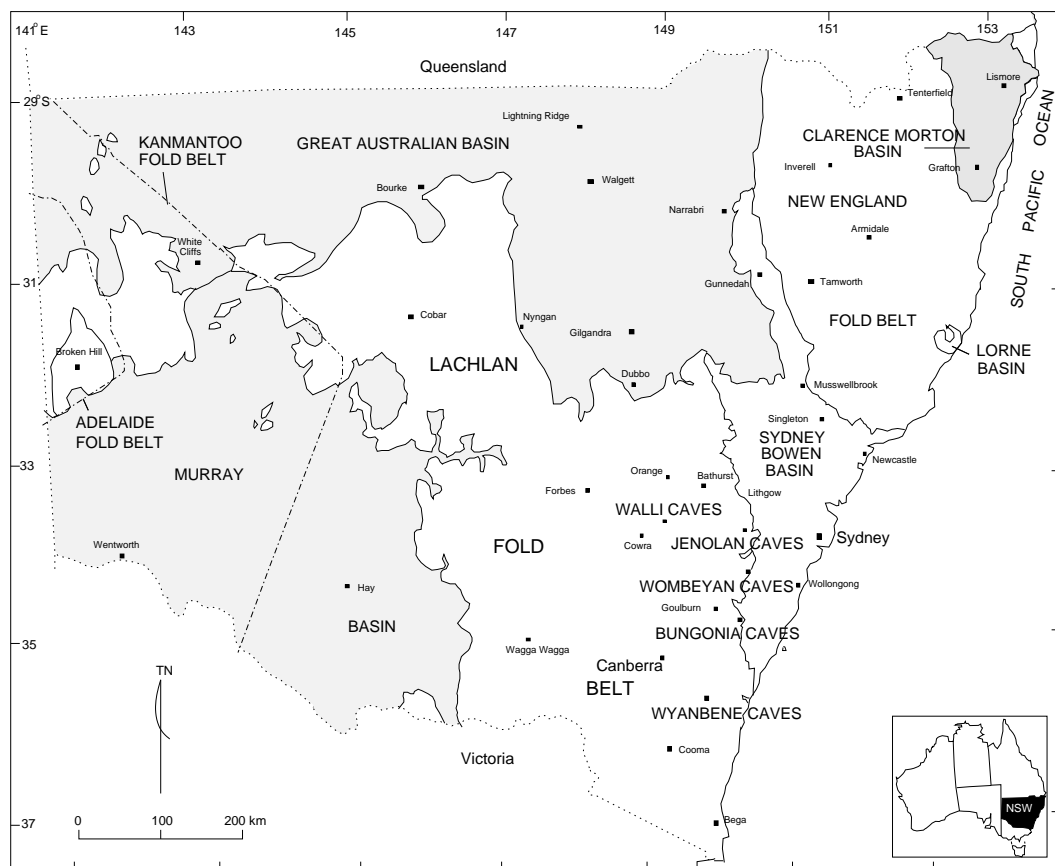 141° E
143
145
147
149
151
153
Queensland
29°S
Lismore
Tenterfield
Lightning Ridge
KANMANTOO
FOLD BELT
GREAT AUSTRALIAN BASIN
CLARENCE MORTON
BASIN
Inverell
Grafton
Bourke
Walgett
NEW ENGLAND
Narrabri
Armidale
White
Cliffs
SOUTH PACIFIC OCEAN
31
Gunnedah
Tamworth
Cobar
Nyngan
Gilgandra
FOLD BELT
Broken Hill
LACHLAN
LORNE
BASIN
Dubbo
Musswellbrook
ADELAIDE
FOLD BELT
Singleton
SYDNEY
BOWEN
BASIN
33
MURRAY
Newcastle
Orange
Bathurst
Forbes
Lithgow
WALLI CAVES
Cowra
JENOLAN CAVES
Sydney
FOLD
Wentworth
Hay
WOMBEYAN CAVES
Wollongong
Goulburn
BASIN
BUNGONIA CAVES
35
Wagga Wagga
Canberra
BELT
TN
WYANBENE CAVES
Victoria
Cooma
NSW
37
0 100 200 km
Bega